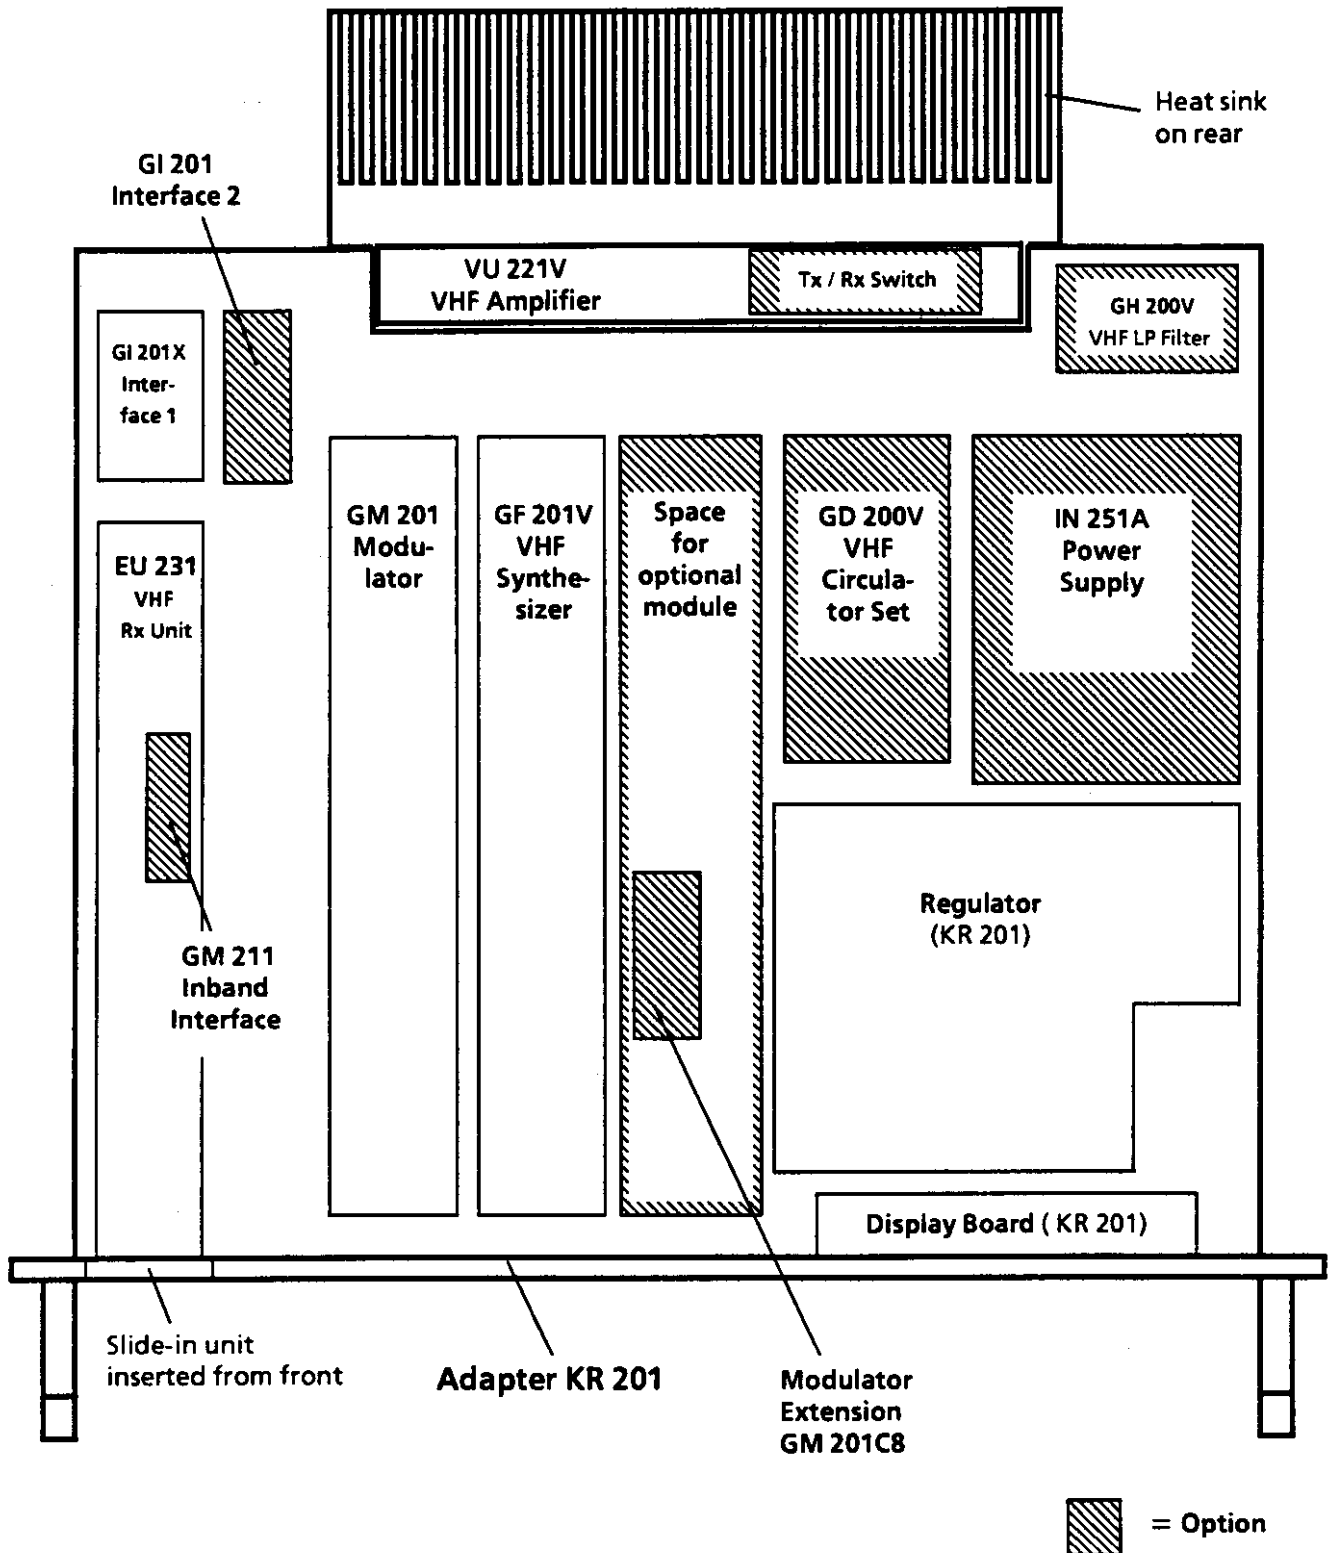 Heat sink
on rear
GI 201
Interface 2
VU 221V
VHF Amplifier
Tx / Rx Switch
GH 200V
VHF LP Filter
GI 201X
Inter-
face 1
EU 231
VHF
Rx Unit
GM 201
Modu-
lator
GF 201V
VHF
Synthe-
sizer
Space
for
optional
module
GD 200V
VHF
Circula-
tor Set
IN 251A
Power
Supply
Regulator
(KR 201)
GM 211
Inband
Interface
Display Board ( KR 201)
Slide-in unit
inserted from front
Adapter KR 201
Modulator
Extension
GM 201C8
= Option